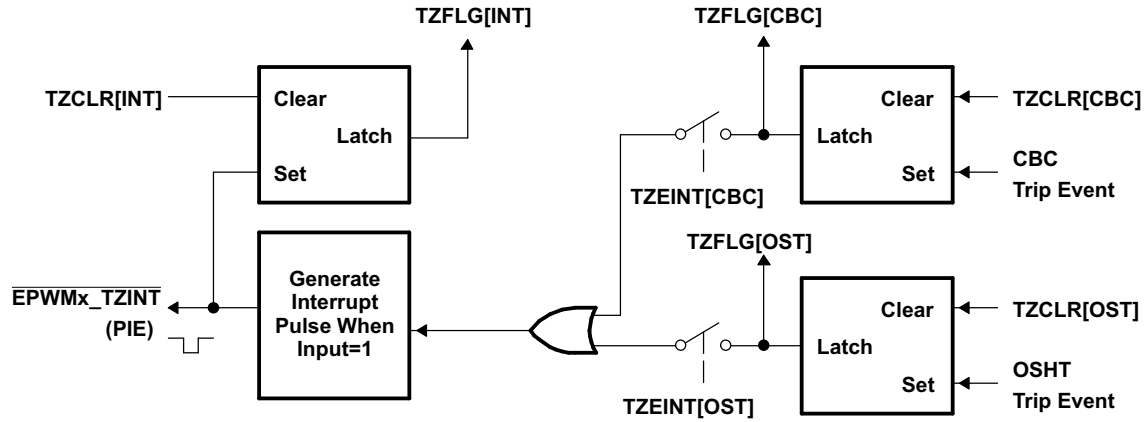 TZFLG[INT]
TZFLG[CBC]
TZCLR[INT]
Clear
Latch
Set
Clear
TZCLR[CBC]
Latch
Set
CBC
Trip Event
TZEINT[CBC]
TZFLG[OST]
EPWMx_TZINT
(PIE)
Generate
Interrupt
Pulse When
Input=1
Clear
TZCLR[OST]
Latch
Set
OSHT
Trip Event
TZEINT[OST]